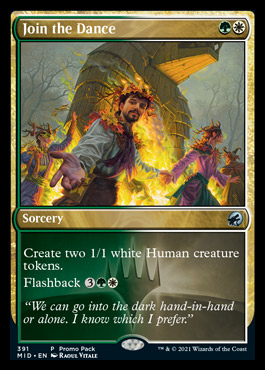 Join the Dance
Sorcery
Create two 1/1 white Human creature
tokens.
Flashback 3
“We can go into the dark hand-in-hand
or alone. I know which I prefer.”
391 P Promo Pack
MID • EN Raoul Vitale
™ & © 2021 Wizards of the Coast